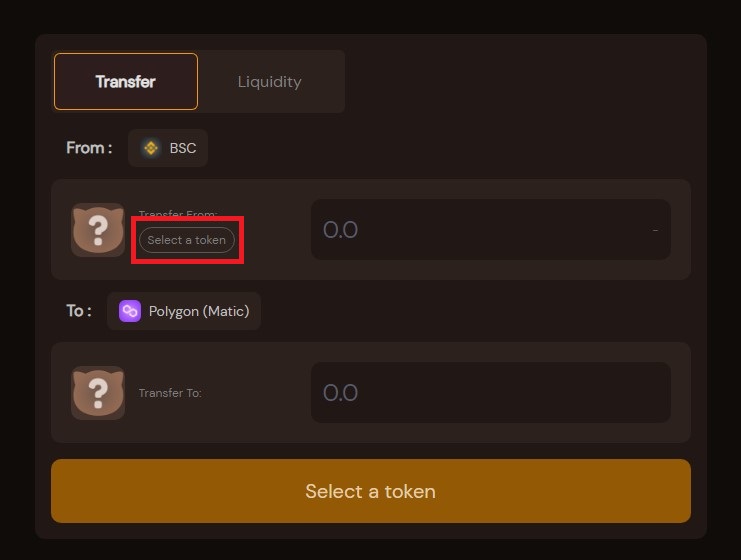 Transfer
Liquidity
From :
BSC
Transfer From:
Select a token
0.0
-
To :
Polygon (Matic)
Transfer To:
0.0
Select a token